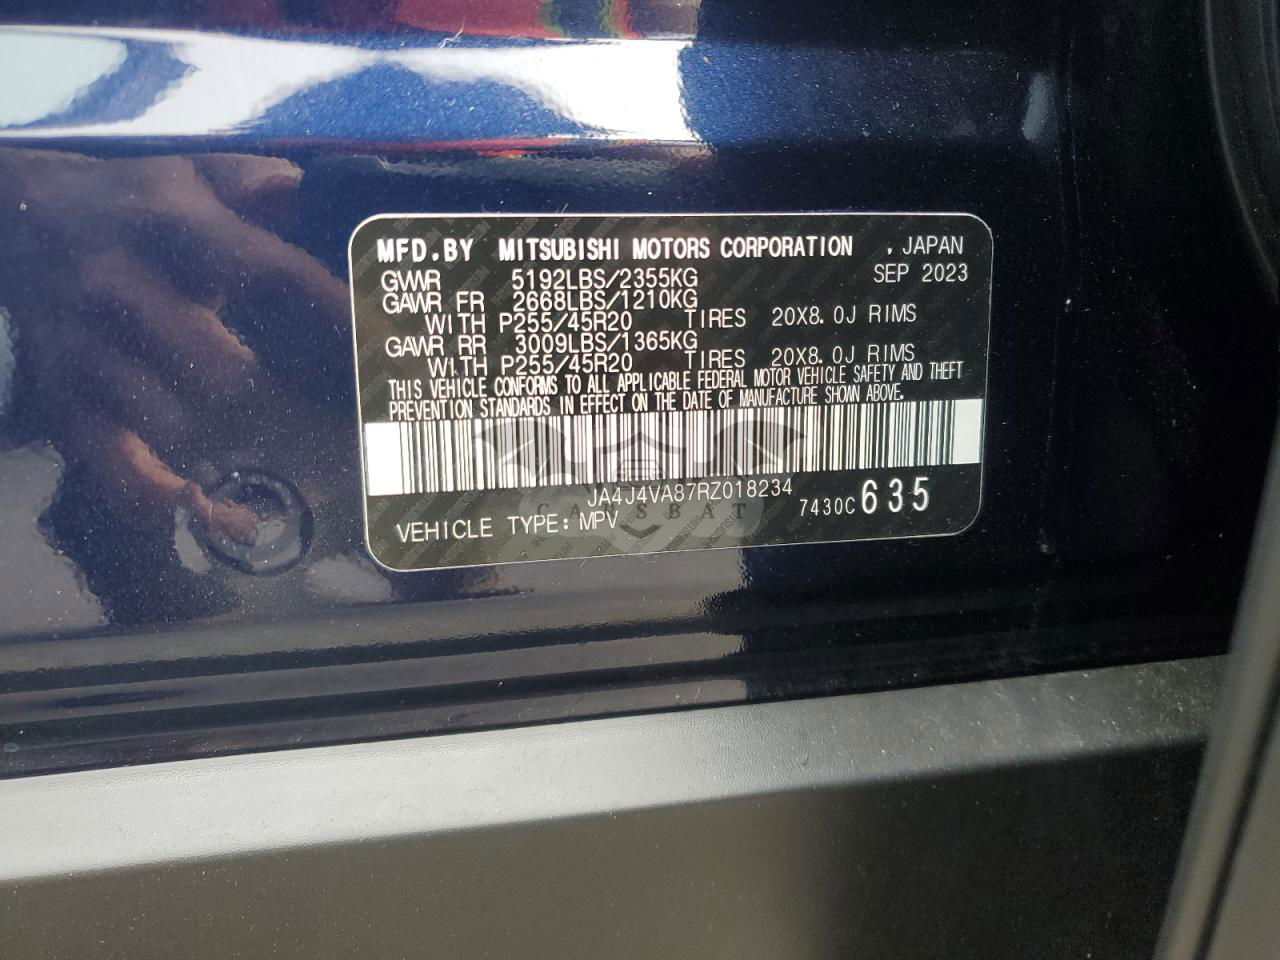 MFD.BY MITSUBISHI MOTORS CORPORATION , JAPAN
GWR 5192LBS/2355KG SEP 2023
GAWR FR 2668LBS/1210KG
WITH P255/45R20 TIRES 20X8.0J RIMS
GAWR RR 3009LBS/1365KG
WITH P255/45R20 TIRES 20X8.0J RIMS
THIS VEHICLE CONFORMS TO ALL APPLICABLE FEDERAL MOTOR VEHICLE SAFETY AND THEFT
PREVENTION STANDARDS IN EFFECT ON THE DATE OF MANUFACTURE SHOWN ABOVE.
JA4J4VA87RZ018234
CARSBAT
7430C 635
VEHICLE TYPE: MPV